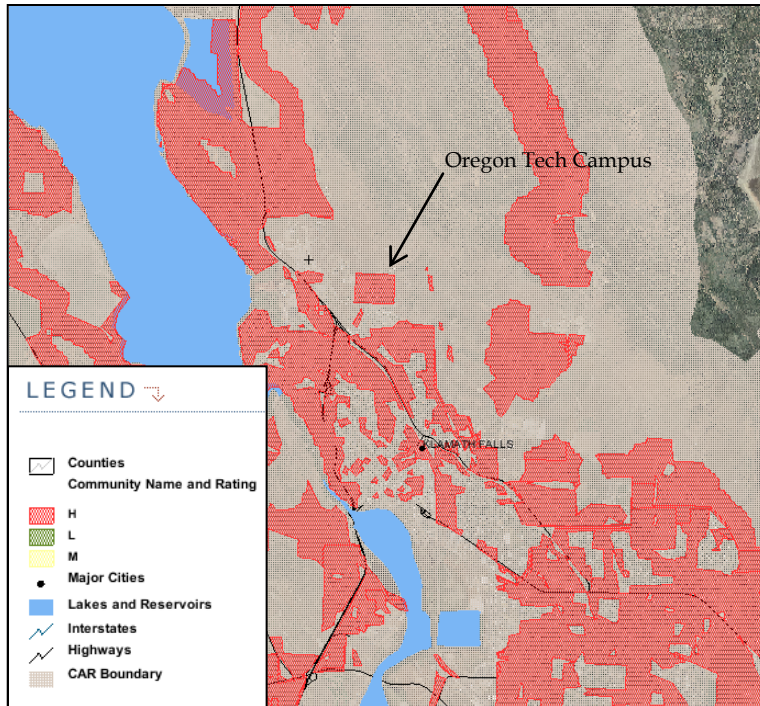 Oregon Tech Campus
KLAMATH FALLS
LEGEND
Counties
Community Name and Rating
H
L
M
Major Cities
Lakes and Reservoirs
Interstates
Highways
CAR Boundary